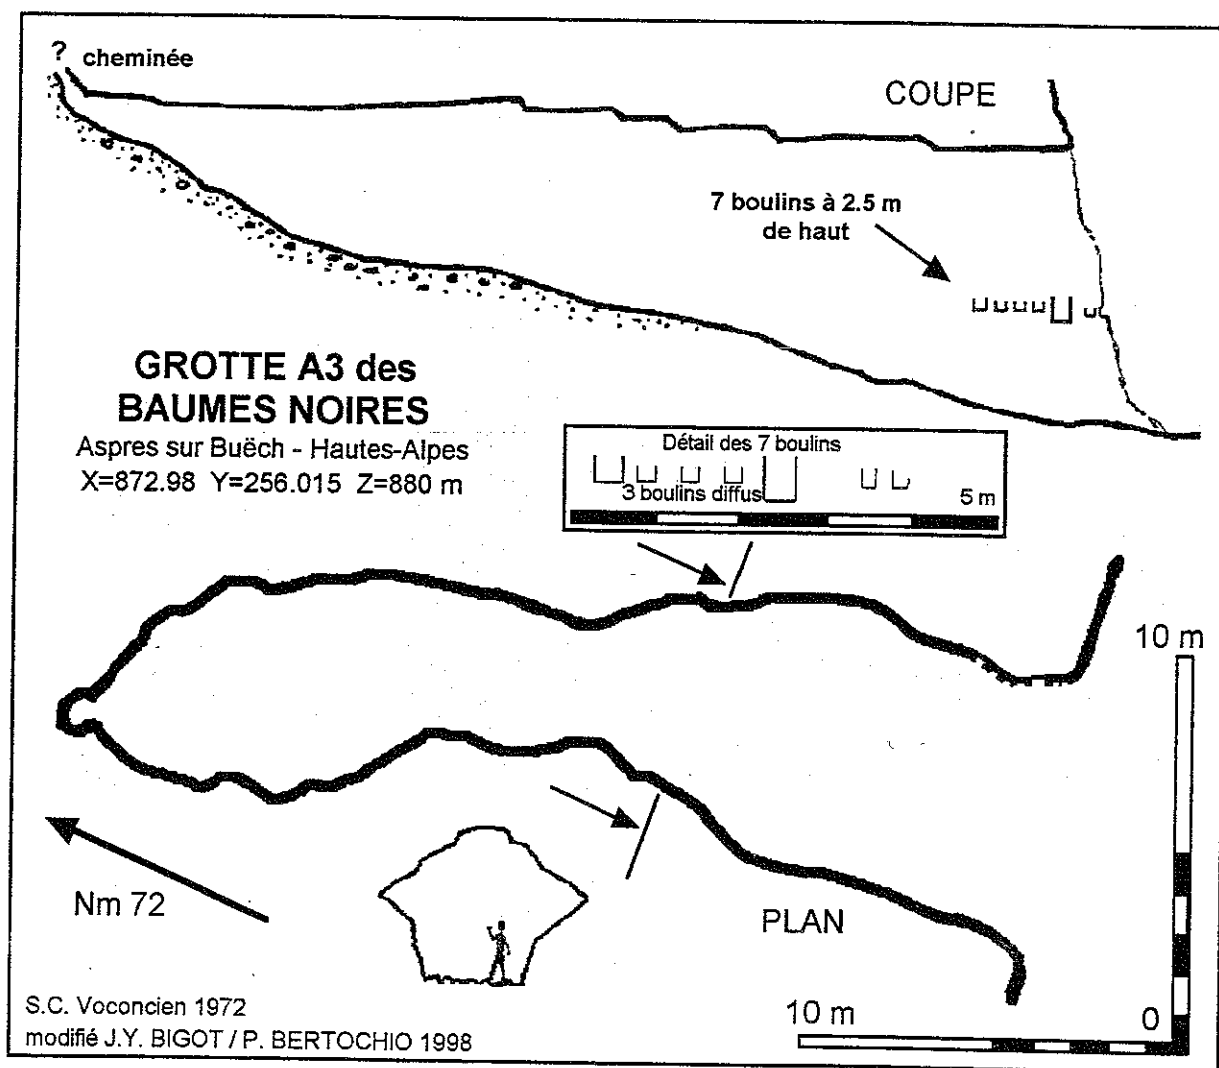 ? cheminée
COUPE
7 boulins à 2.5 m
de haut
GROTTE A3 des
BAUMES NOIRES
Aspres sur Buëch - Hautes-Alpes
X=872.98 Y=256.015 Z=880 m
Détail des 7 boulins
3 boulins diffus
5 m
10 m
Nm 72
PLAN
S.C. Voconcien 1972
modifié J.Y. BIGOT / P. BERTOCHIO 1998
10 m
0